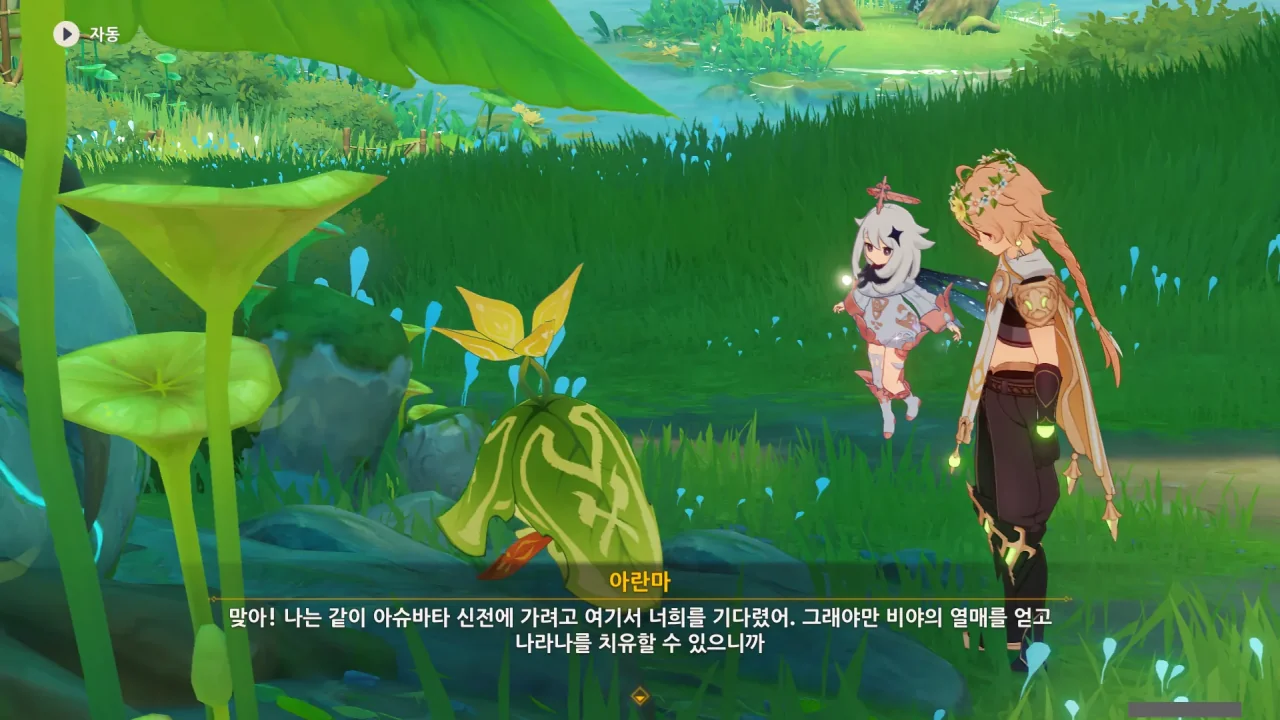 자동
아란마
맞아! 나는 같이 아슈바타 신전에 가려고 여기서 너희를 기다렸어. 그래야만 비야의 열매를 얻고
나라나를 치유할 수 있으니까